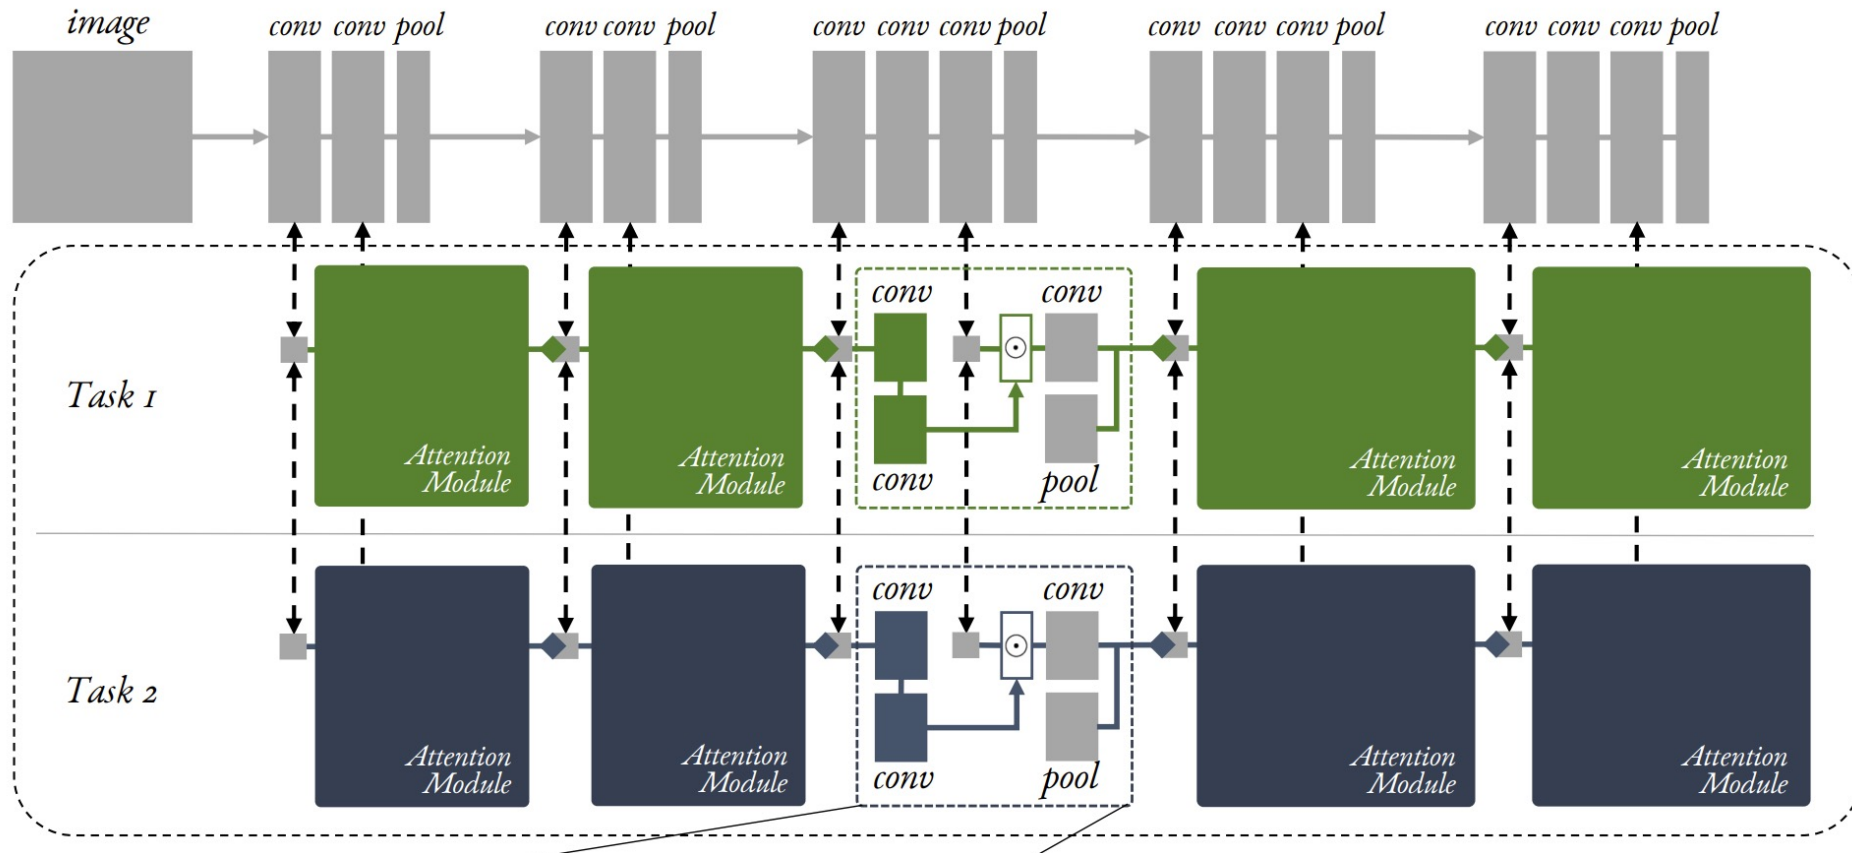 image conv conv pool conv conv pool conv conv conv pool conv conv conv pool conv conv conv pool
conv conv
Task 1
Attention
Module
Attention
Module
conv pool
Attention
Module
Attention
Module
conv conv
Task 2
Attention
Module
Attention
Module
conv pool
Attention
Module
Attention
Module